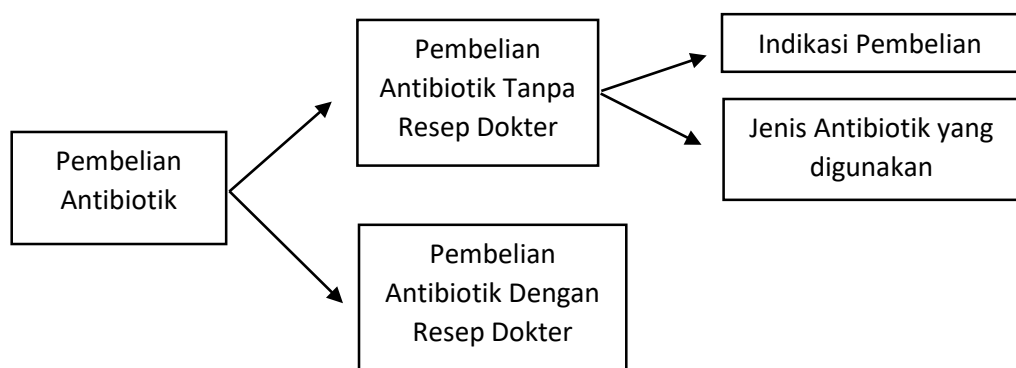 Pembelian
Antibiotik
Pembelian
Antibiotik Tanpa
Resep Dokter
Pembelian
Antibiotik Dengan
Resep Dokter
Indikasi Pembelian
Jenis Antibiotik yang
digunakan